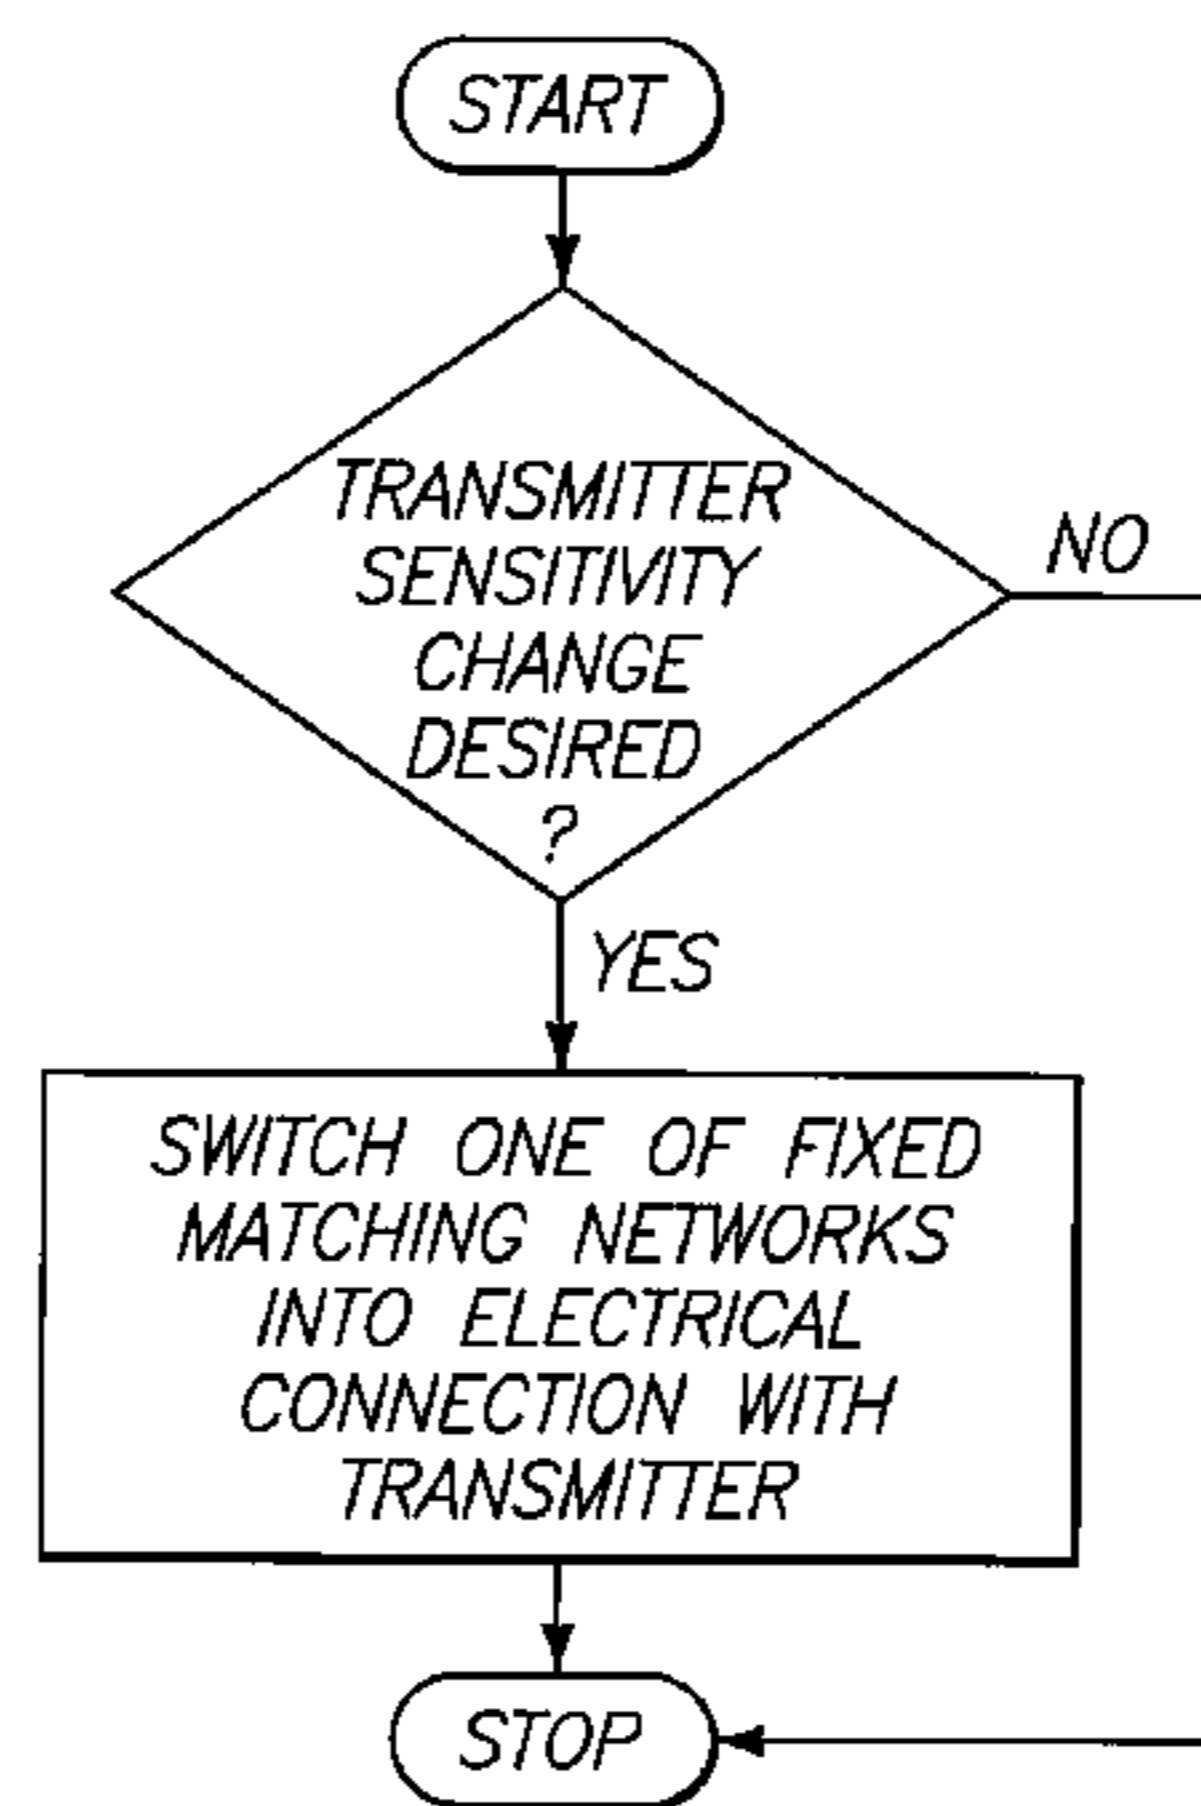 START
TRANSMITTER
SENSITIVITY
CHANGE
DESIRED
?
NO
YES
SWITCH ONE OF FIXED
MATCHING NETWORKS
INTO ELECTRICAL
CONNECTION WITH
TRANSMITTER
STOP